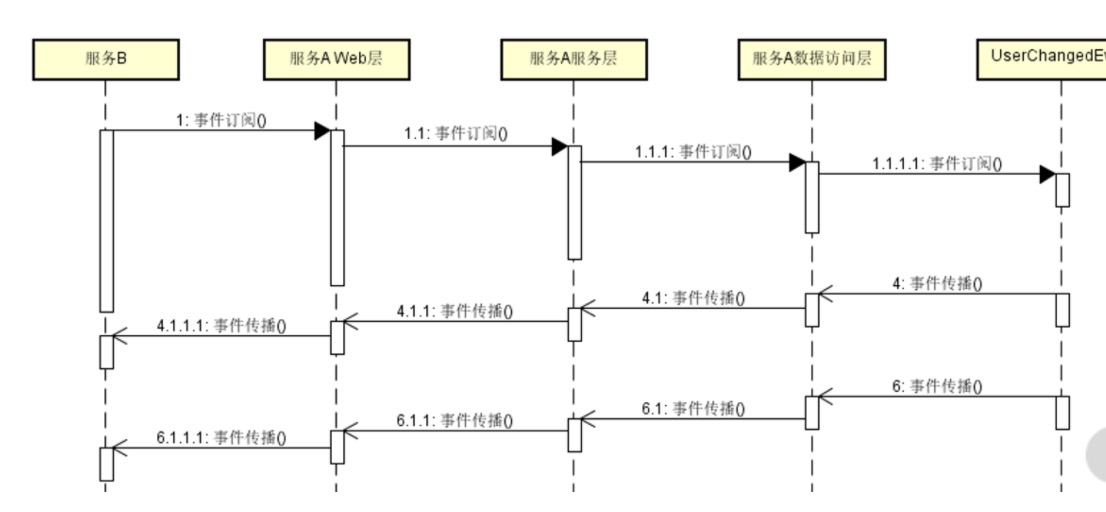 服务B
服务A Web层
服务A服务层
服务A数据访问层
UserChangedEv
1: 事件订阅()
1.1: 事件订阅()
1.1.1: 事件订阅()
1.1.1.1: 事件订阅()
4: 事件传播()
4.1: 事件传播()
4.1.1: 事件传播()
4.1.1.1: 事件传播()
6: 事件传播()
6.1: 事件传播()
6.1.1: 事件传播()
6.1.1.1: 事件传播()